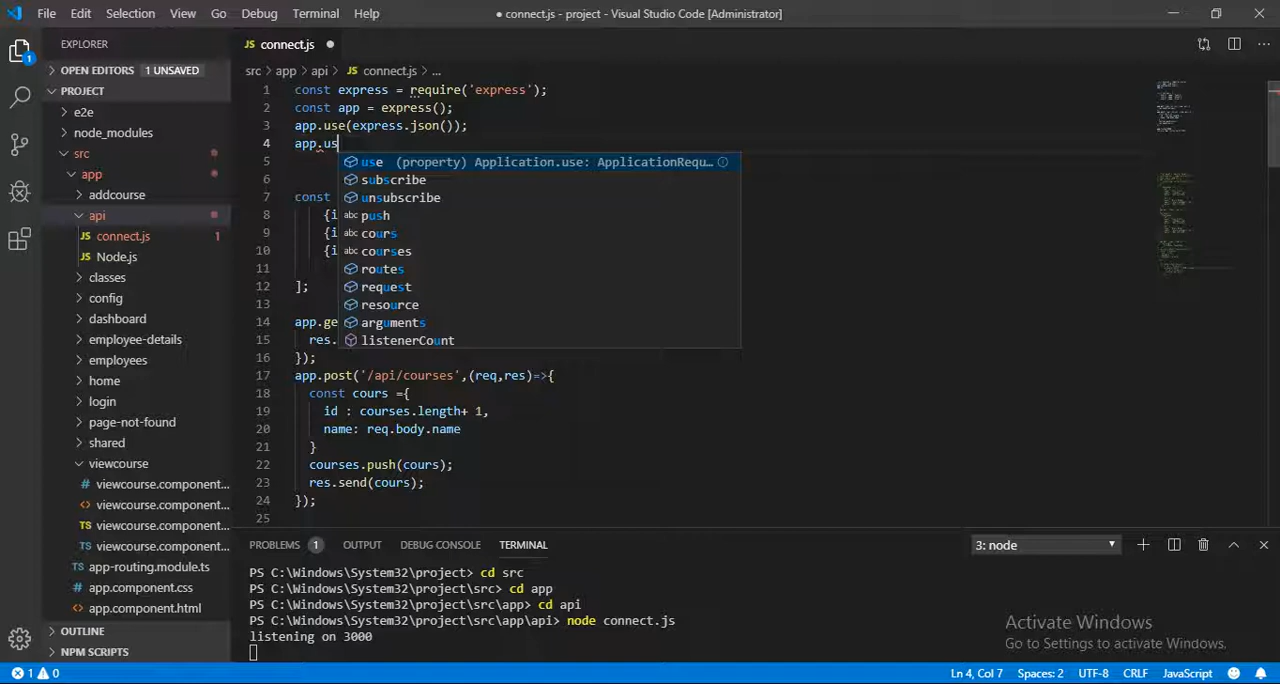 File Edit Selection View Go Debug Terminal Help
● connect.js - project - Visual Studio Code [Administrator]
EXPLORER
OPEN EDITORS 1 UNSAVED
PROJECT
e2e
node_modules
src
app
addcourse
api
JS connect.js 1
JS Node.js
classes
config
dashboard
employee-details
employees
home
login
page-not-found
shared
viewcourse
# viewcourse.component...
<> viewcourse.component...
TS viewcourse.component...
TS viewcourse.component...
TS app-routing.module.ts
# app.component.css
<> app.component.html
OUTLINE
NPM SCRIPTS
1
JS connect.js ●
src > app > api > JS connect.js > ...
1 const express = require('express');
2 const app = express();
3 app.use(express.json());
4 app.us
5
6
7 const
8 {i
9 {i
10 {i
11
12 ];
13
14 app.ge
15 res.
16 });
17 app.post('/api/courses',(req,res)=>{
18 const cours ={
19 id : courses.length+ 1,
20 name: req.body.name
21 }
22 courses.push(cours);
23 res.send(cours);
24 });
25
use (property) Application.use: ApplicationRequ...
subscribe
unsubscribe
abc push
abc cours
abc courses
routes
request
resource
arguments
listenerCount
PROBLEMS 1 OUTPUT DEBUG CONSOLE TERMINAL
3: node
PS C:\Windows\System32\project> cd src
PS C:\Windows\System32\project\src> cd app
PS C:\Windows\System32\project\src\app> cd api
PS C:\Windows\System32\project\src\app\api> node connect.js
listening on 3000
Activate Windows
Go to Settings to activate Windows.
1 0
Ln 4, Col 7 Spaces: 2 UTF-8 CRLF JavaScript